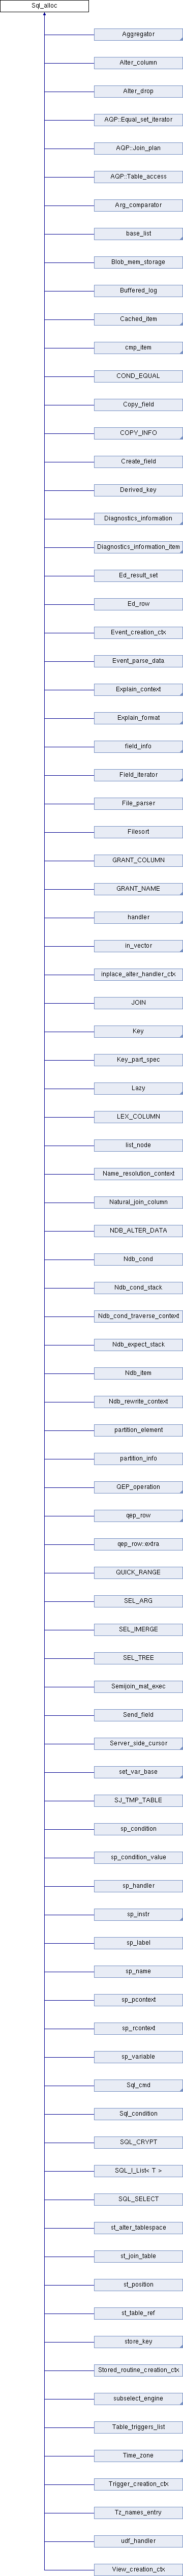 Sql_alloc
Aggregator
Alter_column
Alter_drop
AQP::Equal_set_iterator
AQP::Join_plan
AQP::Table_access
Arg_comparator
base_list
Blob_mem_storage
Buffered_log
Cached_item
cmp_item
COND_EQUAL
Copy_field
COPY_INFO
Create_field
Derived_key
Diagnostics_information
Diagnostics_information_item
Ed_result_set
Ed_row
Event_creation_ctx
Event_parse_data
Explain_context
Explain_format
field_info
Field_iterator
File_parser
Filesort
GRANT_COLUMN
GRANT_NAME
handler
in_vector
inplace_alter_handler_ctx
JOIN
Key
Key_part_spec
Lazy
LEX_COLUMN
list_node
Name_resolution_context
Natural_join_column
NDB_ALTER_DATA
Ndb_cond
Ndb_cond_stack
Ndb_cond_traverse_context
Ndb_expect_stack
Ndb_item
Ndb_rewrite_context
partition_element
partition_info
QEP_operation
qep_row
qep_row::extra
QUICK_RANGE
SEL_ARG
SEL_IMERGE
SEL_TREE
Semijoin_mat_exec
Send_field
Server_side_cursor
set_var_base
SJ_TMP_TABLE
sp_condition
sp_condition_value
sp_handler
sp_instr
sp_label
sp_name
sp_pcontext
sp_rcontext
sp_variable
Sql_cmd
Sql_condition
SQL_CRYPT
SQL_I_List< T >
SQL_SELECT
st_alter_tablespace
st_join_table
st_position
st_table_ref
store_key
Stored_routine_creation_ctx
subselect_engine
Table_triggers_list
Time_zone
Trigger_creation_ctx
Tz_names_entry
udf_handler
View_creation_ctx